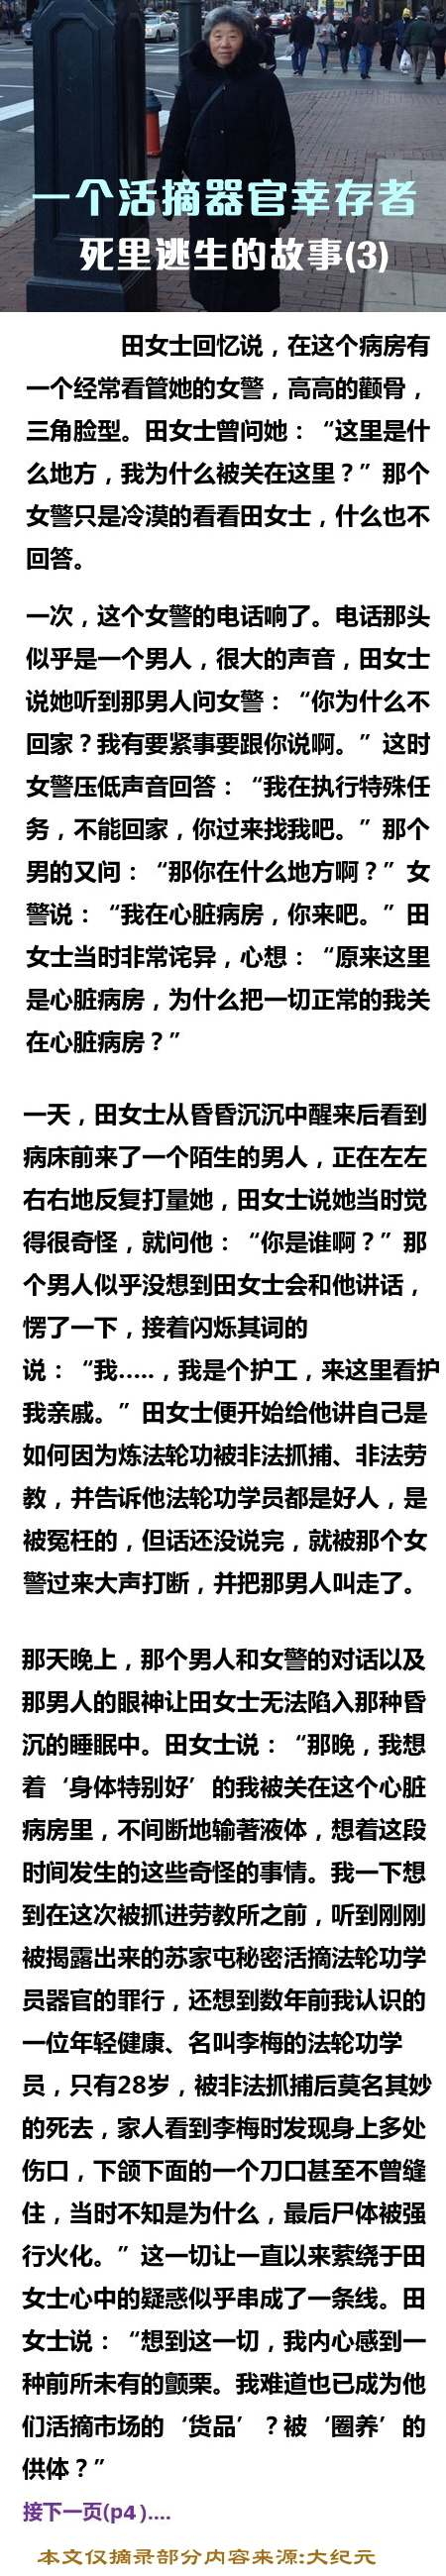 一个活摘器官幸存者
死里逃生的故事(3)
田女士回忆说，在这个病房有
一个经常看管她的女警，高高的颧骨，
三角脸型。田女士曾问她：“这里是什
么地方，我为什么被关在这里？”那个
女警只是冷漠的看看田女士，什么也不
回答。
一次，这个女警的电话响了。电话那头
似乎是一个男人，很大的声音，田女士
说她听到那男人问女警：“你为什么不
回家？我有要紧事要跟你说啊。”这时
女警压低声音回答：“我在执行特殊任
务，不能回家，你过来找我吧。”那个
男的又问：“那你在什么地方啊？”女
警说：“我在心脏病房，你来吧。”田
女士当时非常诧异，心想：“原来这里
是心脏病房，为什么把一切正常的我关
在心脏病房？”
一天，田女士从昏昏沉沉中醒来后看到
病床前来了一个陌生的男人，正在左左
右右地反复打量她，田女士说她当时觉
得很奇怪，就问他：“你是谁啊？”那
个男人似乎没想到田女士会和他讲话，
愣了一下，接着闪烁其词的
说：“我.....，我是个护工，来这里看护
我亲戚。”田女士便开始给他讲自己是
如何因为炼法轮功被非法抓捕、非法劳
教，并告诉他法轮功学员都是好人，是
被冤枉的，但话还没说完，就被那个女
警过来大声打断，并把那男人叫走了。
那天晚上，那个男人和女警的对话以及
那男人的眼神让田女士无法陷入那种昏
沉的睡眠中。田女士说：“那晚，我想
着‘身体特别好’的我被关在这个心脏
病房里，不间断地输著液体，想着这段
时间发生的这些奇怪的事情。我一下想
到在这次被抓进劳教所之前，听到刚刚
被揭露出来的苏家屯秘密活摘法轮功学
员器官的罪行，还想到数年前我认识的
一位年轻健康、名叫李梅的法轮功学
员，只有28岁，被非法抓捕后莫名其妙
的死去，家人看到李梅时发现身上多处
伤口，下颌下面的一个刀口甚至不曾缝
住，当时不知是为什么，最后尸体被强
行火化。”这一切让一直以来萦绕于田
女士心中的疑惑似乎串成了一条线。田
女士说：“想到这一切，我内心感到一
种前所未有的颤栗。我难道也已成为他
们活摘市场的‘货品’？被‘圈养’的
供体？”
接下一页(p4)....
本文仅摘录部分内容来源:大纪元